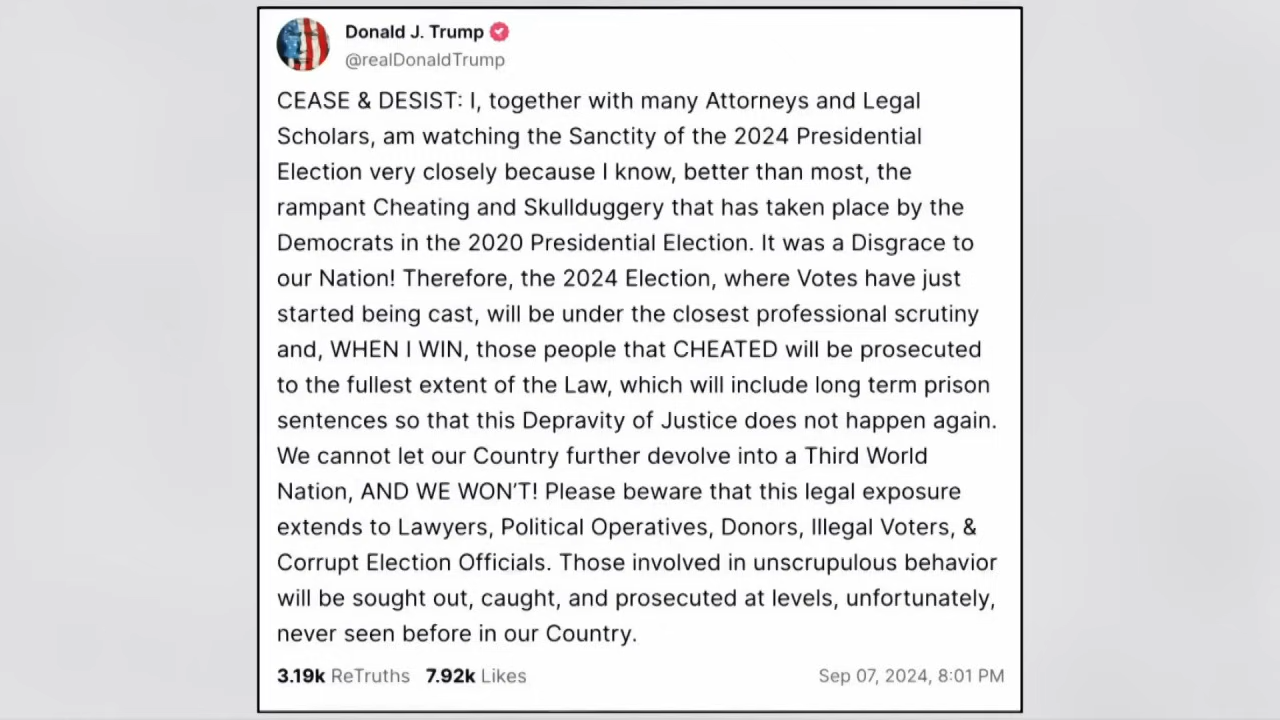 Donald J. Trump
@realDonaldTrump
CEASE & DESIST: I, together with many Attorneys and Legal
Scholars, am watching the Sanctity of the 2024 Presidential
Election very closely because I know, better than most, the
rampant Cheating and Skullduggery that has taken place by the
Democrats in the 2020 Presidential Election. It was a Disgrace to
our Nation! Therefore, the 2024 Election, where Votes have just
started being cast, will be under the closest professional scrutiny
and, WHEN I WIN, those people that CHEATED will be prosecuted
to the fullest extent of the Law, which will include long term prison
sentences so that this Depravity of Justice does not happen again.
We cannot let our Country further devolve into a Third World
Nation, AND WE WON'T! Please beware that this legal exposure
extends to Lawyers, Political Operatives, Donors, Illegal Voters, &
Corrupt Election Officials. Those involved in unscrupulous behavior
will be sought out, caught, and prosecuted at levels, unfortunately,
never seen before in our Country.
3.19k ReTruths 7.92k Likes Sep 07, 2024, 8:01 PM